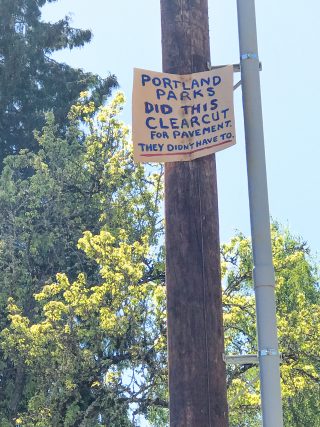 PORTLAND
PARKS
DID THIS
CLEARCUT
FOR PAVEMENT.
THEY DIDN'T HAVE TO.